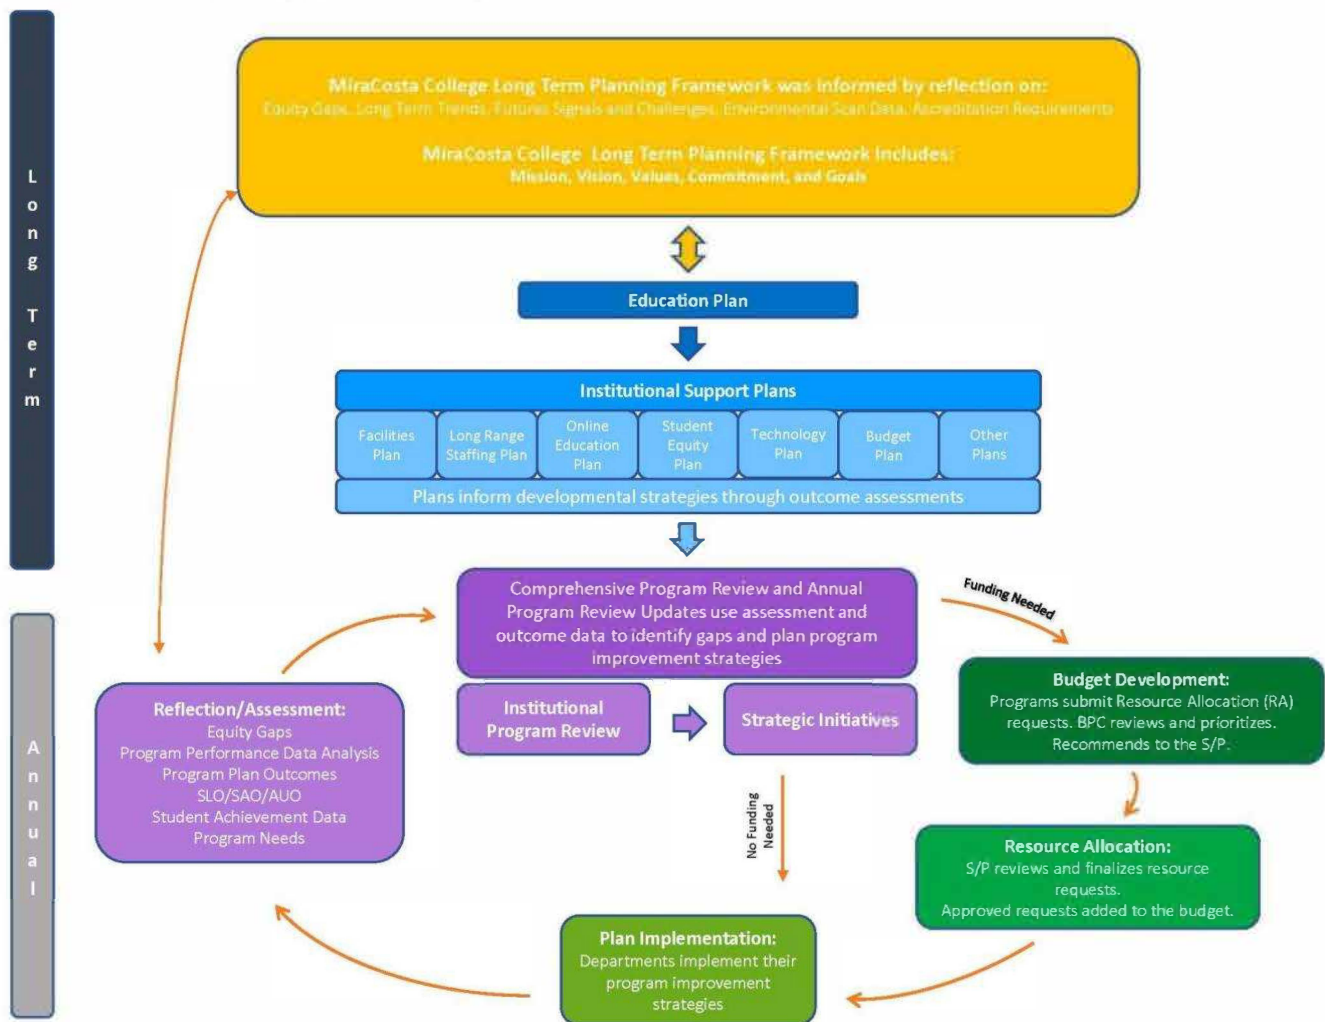 MiraCosta College Long Term Planning Framework was informed by reflection on:
Equity Gaps, Long Term Trends, Futures Signals and Challenges, Environmental Scan Data, Accreditation Requirements
MiraCosta College Long Term Planning Framework Includes:
Mission, Vision, Values, Commitment, and Goals
Long Term
Education Plan
Institutional Support Plans
Facilities
Plan
Long Range
Staffing Plan
Online
Education
Plan
Student
Equity
Plan
Technology
Plan
Budget
Plan
Other
Plans
Plans inform developmental strategies through outcome assessments
Annual
Comprehensive Program Review and Annual
Program Review Updates use assessment and
outcome data to identify gaps and plan program
improvement strategies
Institutional
Program Review
Strategic Initiatives
Funding Needed
Budget Development:
Programs submit Resource Allocation (RA)
requests. BPC reviews and prioritizes.
Recommends to the S/P.
Resource Allocation:
S/P reviews and finalizes resource
requests.
Approved requests added to the budget.
No Funding
Needed
Plan Implementation:
Departments implement their
program improvement
strategies
Reflection/Assessment:
Equity Gaps
Program Performance Data Analysis
Program Plan Outcomes
SLO/SAO/AUO
Student Achievement Data
Program Needs